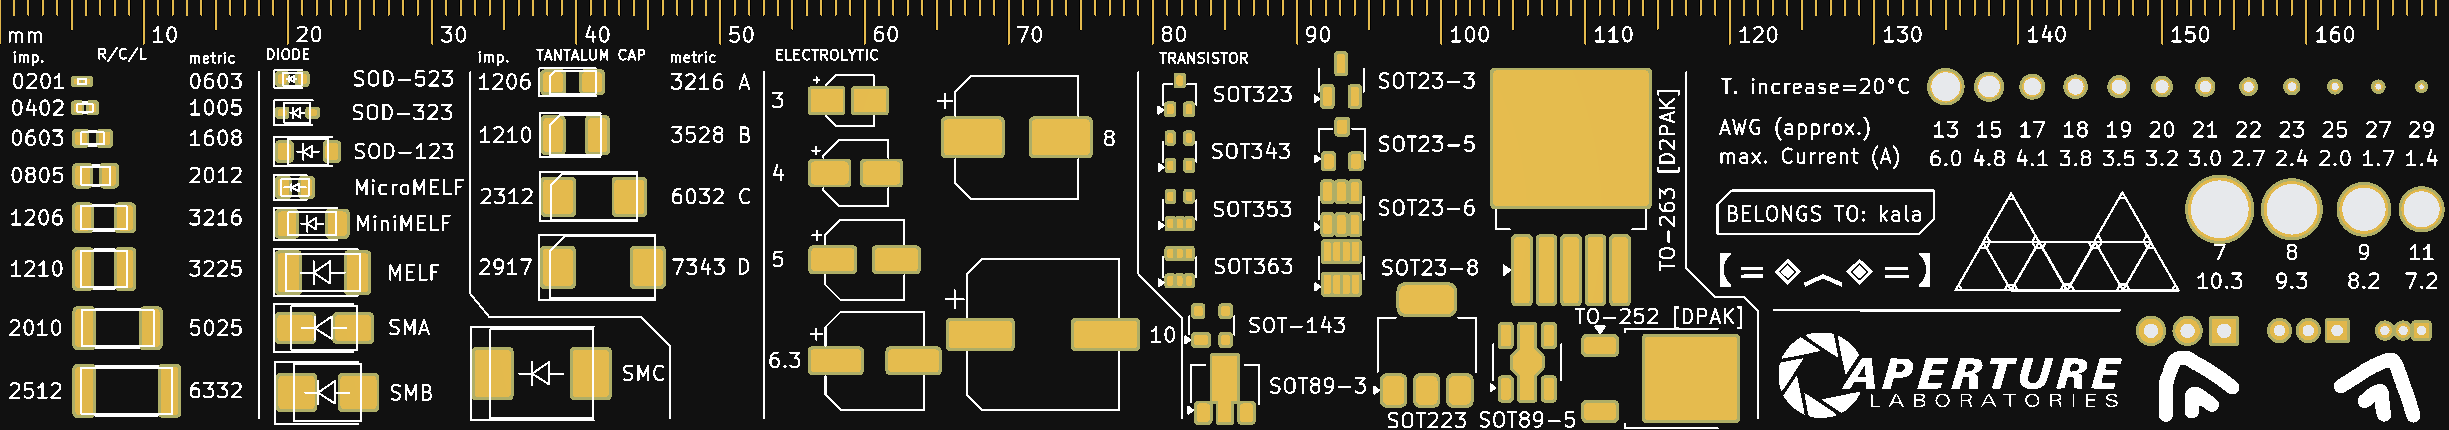 mm 10 20 30 40 50 60 70 80 90 100 110 120 130 140 150 160
imp. R/C/L metric
0201 0603
0402 1005
0603 1608
0805 2012
1206 3216
1210 3225
2010 5025
2512 6332
DIODE
SOD-523
SOD-323
SOD-123
MicroMELF
MiniMELF
MELF
SMA
SMB
imp. TANTALUM CAP metric
1206 3216 A
1210 3528 B
2312 6032 C
2917 7343 D
SMC
ELECTROLYTIC
+ 3
+ 4
+ 5
+ 6.3
+ 8
+ 10
TRANSISTOR
SOT323
SOT343
SOT353
SOT363
SOT-143
SOT89-3
SOT23-3
SOT23-5
SOT23-6
SOT23-8
SOT223
SOT89-5
TO-263 [D2PAK]
TO-252 [DPAK]
T. increase=20°C
AWG (approx.) 13 15 17 18 19 20 21 22 23 25 27 29
max. Current (A) 6.0 4.8 4.1 3.8 3.5 3.2 3.0 2.7 2.4 2.0 1.7 1.4
BELONGS TO: kala
7 8 9 11
10.3 9.3 8.2 7.2
【=◈︿◈=】
APERTURE
LABORATORIES